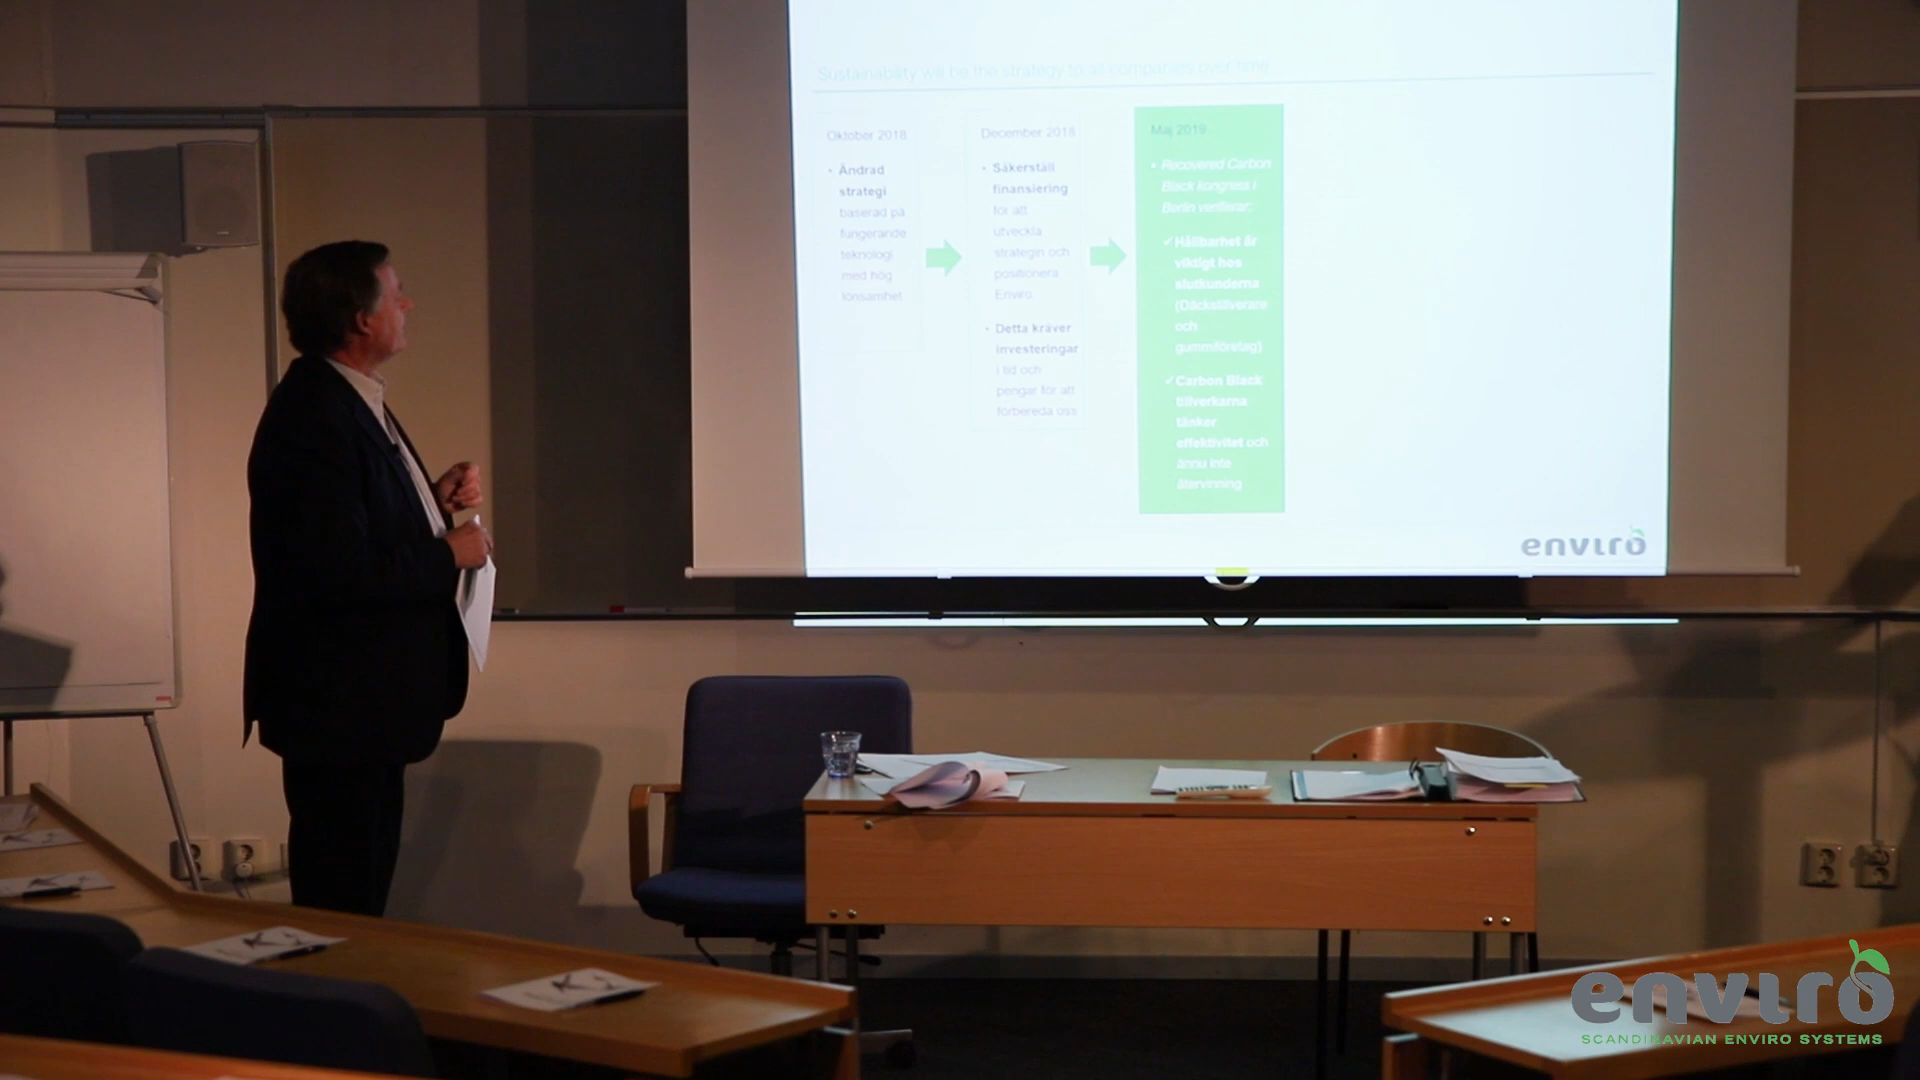 Sustainability will be the strategy to all companies over time
Oktober 2018
• Ändrad
strategi
baserad på
fungerande
teknologi
med hög
lönsamhet
December 2018
• Säkerställ
finansiering
för att
utveckla
strategin och
positionera
Enviro.
• Detta kräver
investeringar
i tid och
pengar för att
förbereda oss
Maj 2019
• Recovered Carbon
Black kongress i
Berlin verifierar:
✓ Hållbarhet är
viktigt hos
slutkunderna
(Däckstillverare
och
gummiföretag)
✓ Carbon Black
tillverkarna
tänker
effektivitet och
ännu inte
återvinning
enviro
enviro
SCANDINAVIAN ENVIRO SYSTEMS